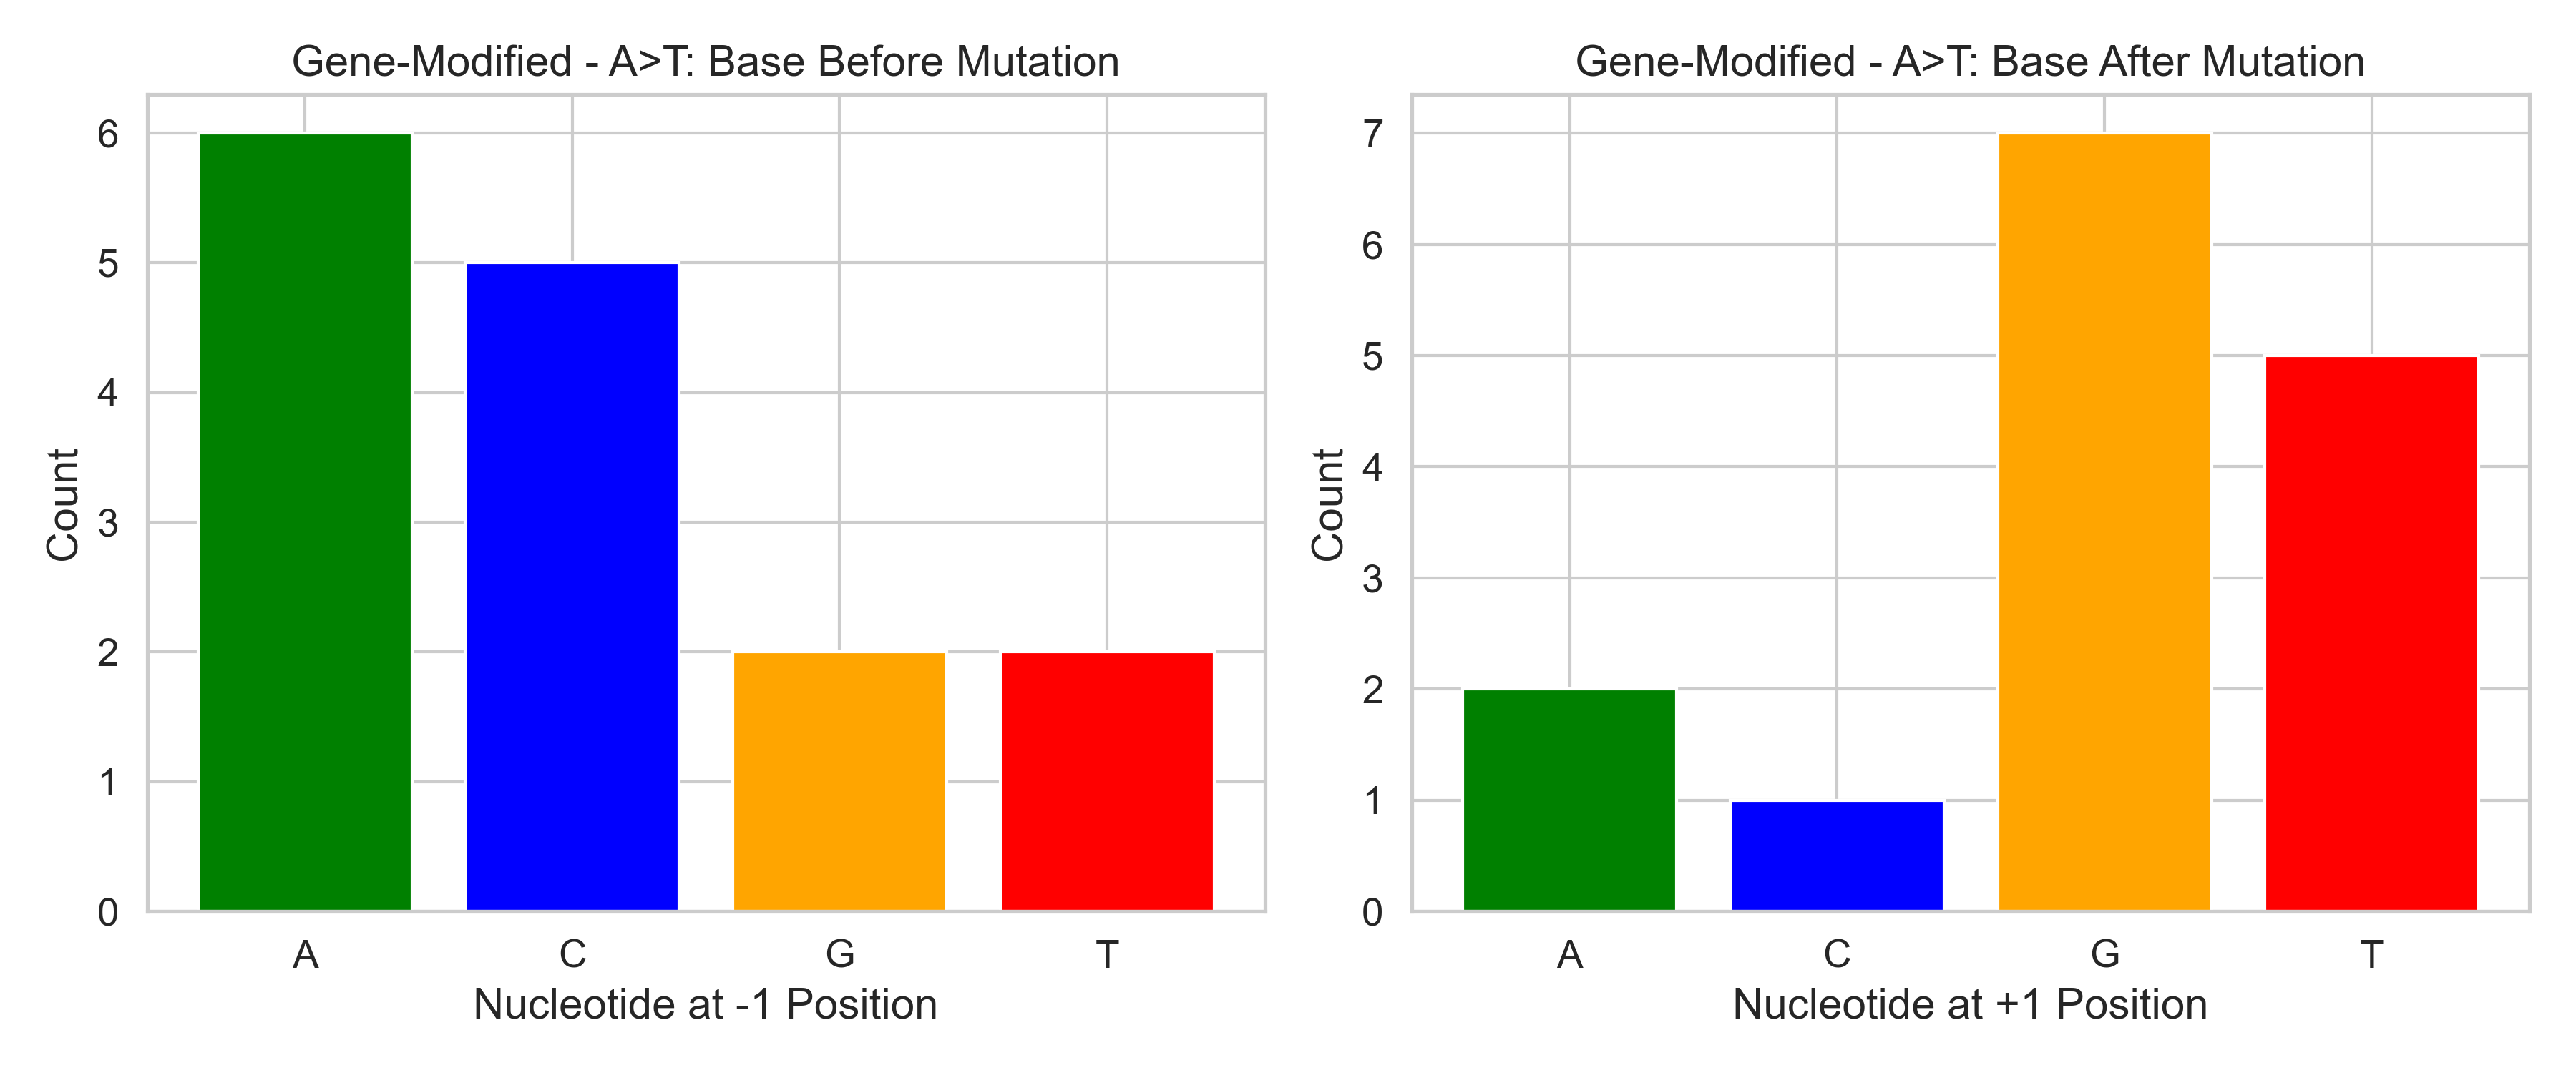 Gene-Modified - A>T: Base Before Mutation
6
5
4
3
2
1
0
Count
A C G T
Nucleotide at -1 Position
Gene-Modified - A>T: Base After Mutation
7
6
5
4
3
2
1
0
Count
A C G T
Nucleotide at +1 Position